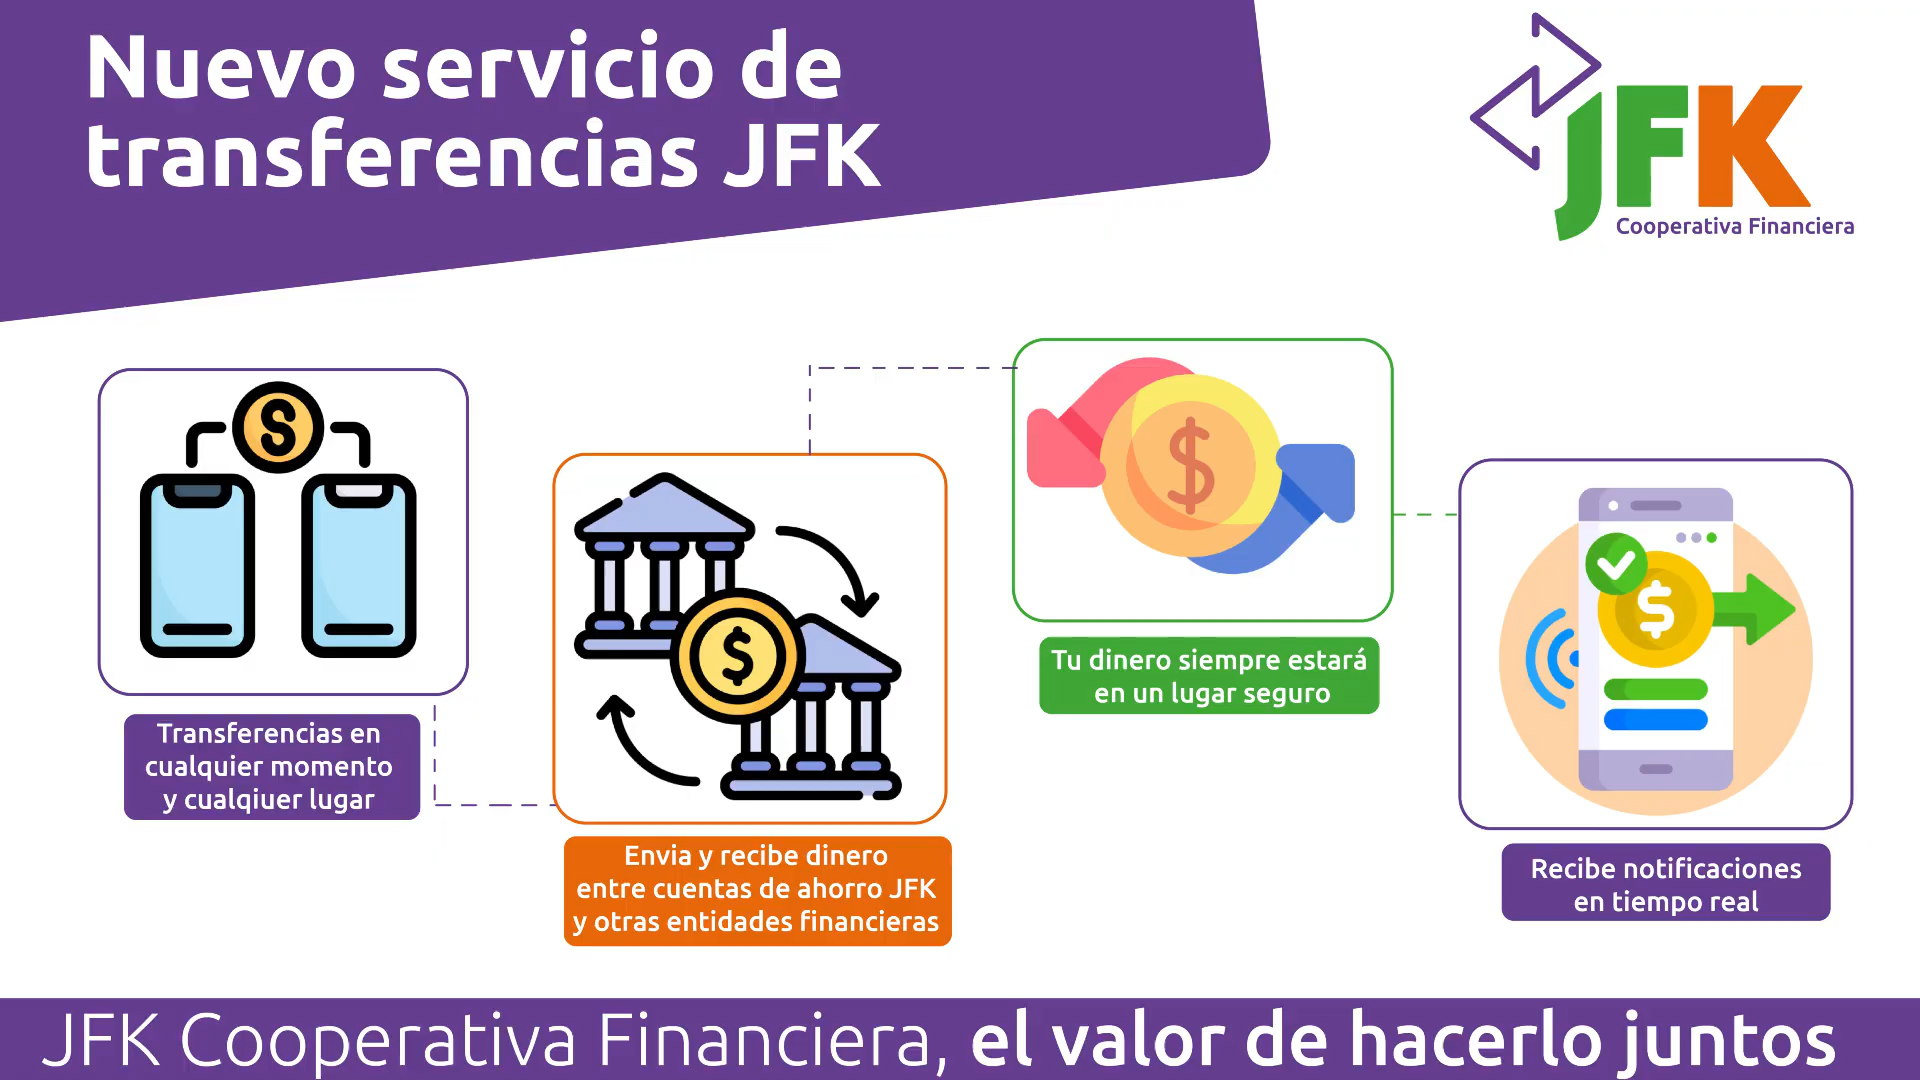 Nuevo servicio de
transferencias JFK
JFK
Cooperativa Financiera
Transferencias en
cualquier momento
y cualqiuer lugar
Envia y recibe dinero
entre cuentas de ahorro JFK
y otras entidades financieras
Tu dinero siempre estará
en un lugar seguro
Recibe notificaciones
en tiempo real
JFK Cooperativa Financiera, el valor de hacerlo juntos